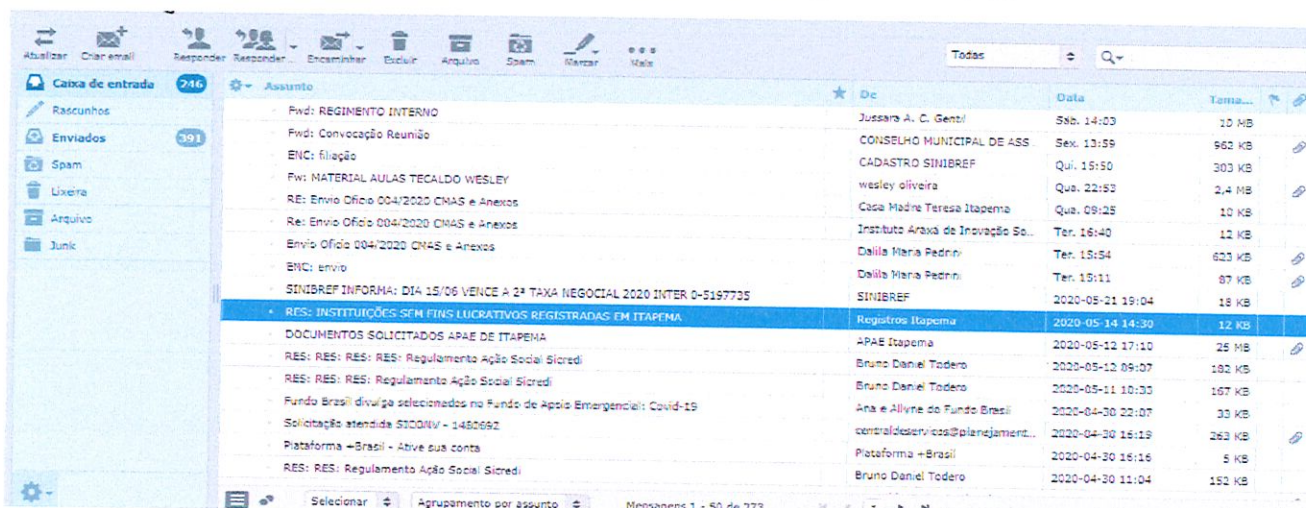 Atualizar Criar email Responder Responder... Encaminhar Excluir Arquivo Spam Marcar Mais Todas
Caixa de entrada 246
Rascunhos
Enviados 391
Spam
Lixeira
Arquivo
Junk
Assunto De Data Tama...
Fwd: REGIMENTO INTERNO Jussara A. C. Gentil Sáb. 14:03 10 MB
Fwd: Convocação Reunião CONSELHO MUNICIPAL DE ASS... Sex. 13:59 962 KB
ENC: filiação CADASTRO SINIBREF Qui. 15:50 303 KB
Fw: MATERIAL AULAS TECALDO WESLEY wesley oliveira Qua. 22:53 2,4 MB
RE: Envio Oficio 004/2020 CMAS e Anexos Casa Madre Teresa Itapema Qua. 09:25 10 KB
Re: Envio Oficio 004/2020 CMAS e Anexos Instituto Araxá de Inovação So... Ter. 16:40 12 KB
Envio Oficio 004/2020 CMAS e Anexos Dalila Maria Pedrini Ter. 15:54 623 KB
ENC: envio Dalila Maria Pedrini Ter. 15:11 87 KB
SINIBREF INFORMA: DIA 15/06 VENCE A 2ª TAXA NEGOCIAL 2020 INTER 0-5197735 SINIBREF 2020-05-21 19:04 18 KB
RES: INSTITUIÇÕES SEM FINS LUCRATIVOS REGISTRADAS EM ITAPEMA Registros Itapema 2020-05-14 14:30 12 KB
DOCUMENTOS SOLICITADOS APAE DE ITAPEMA APAE Itapema 2020-05-12 17:10 25 MB
RES: RES: RES: RES: Regulamento Ação Social Sicredi Bruno Daniel Todero 2020-05-12 09:07 182 KB
RES: RES: RES: Regulamento Ação Social Sicredi Bruno Daniel Todero 2020-05-11 10:33 167 KB
Fundo Brasil divulga selecionados no Fundo de Apoio Emergencial: Covid-19 Ana e Allyne do Fundo Brasil 2020-04-30 22:07 33 KB
Solicitação atendida SICONV - 1480692 centraldeservicos@planejament... 2020-04-30 16:19 263 KB
Plataforma +Brasil - Ative sua conta Plataforma +Brasil 2020-04-30 16:16 5 KB
RES: RES: Regulamento Ação Social Sicredi Bruno Daniel Todero 2020-04-30 11:04 152 KB
Selecionar Agrupamento por assunto Mensagens 1 - 50 de 273